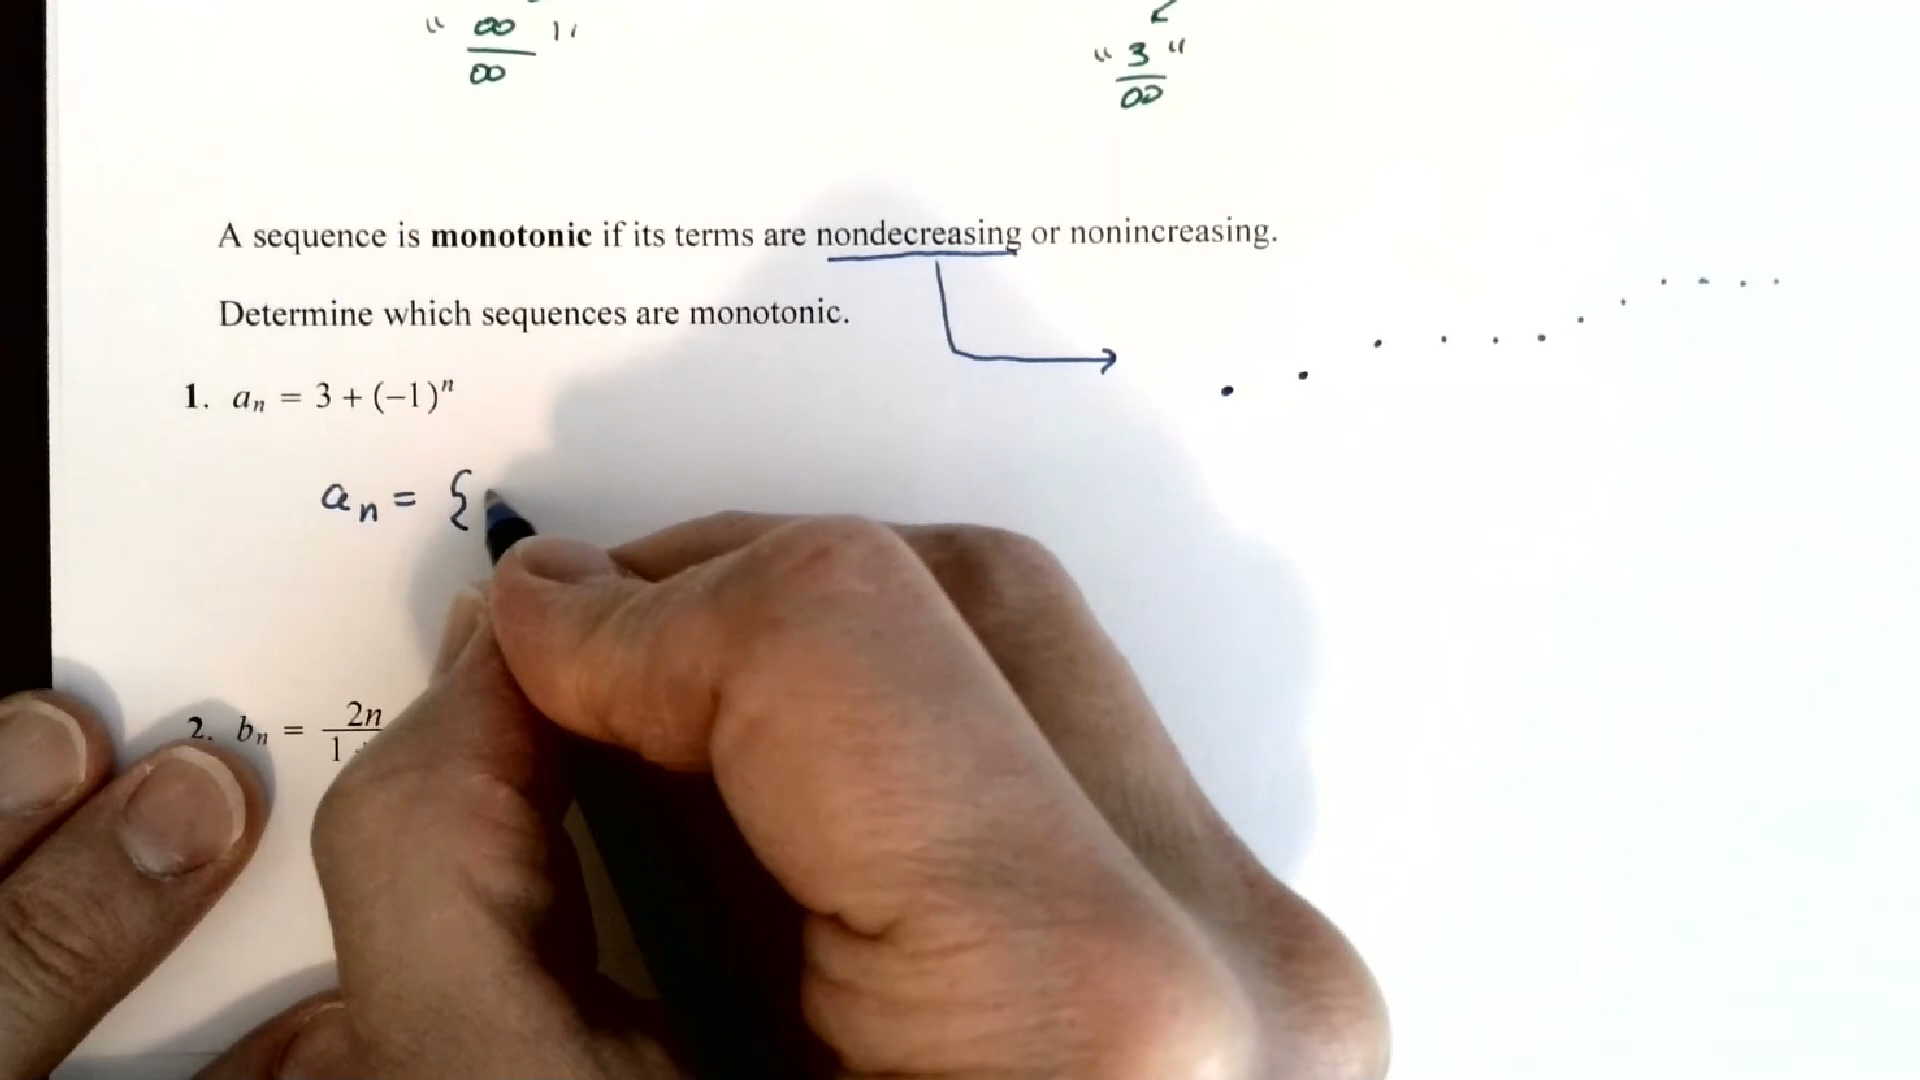 " ∞ / ∞ "
" 3 / ∞ "
A sequence is monotonic if its terms are nondecreasing or nonincreasing.
Determine which sequences are monotonic.
1. aₙ = 3 + (−1)ⁿ
aₙ = {
2. bₙ = 2n / 1